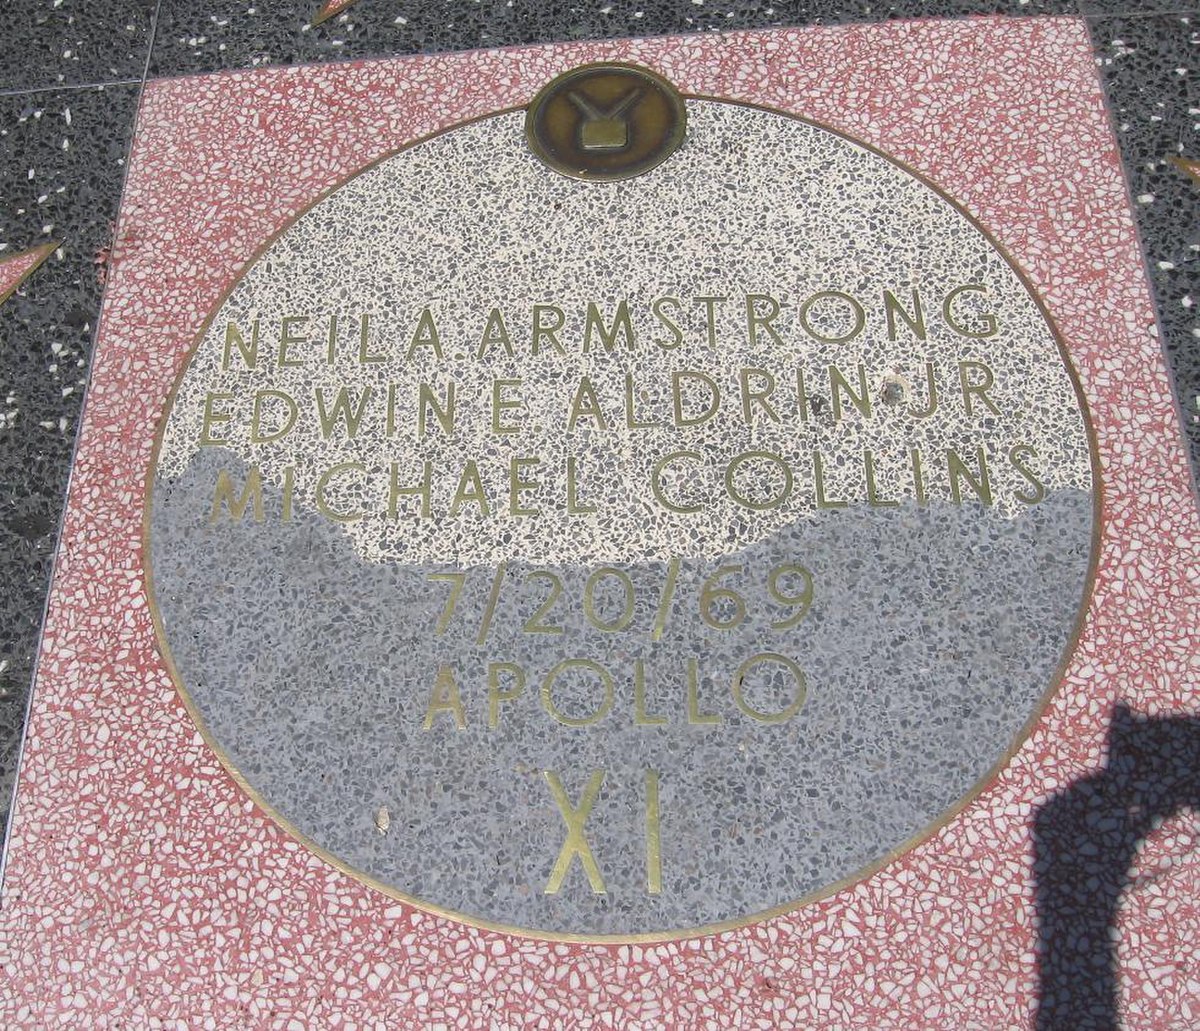 NEIL A. ARMSTRONG
EDWIN E. ALDRIN JR
MICHAEL COLLINS
7/20/69
APOLLO
XI